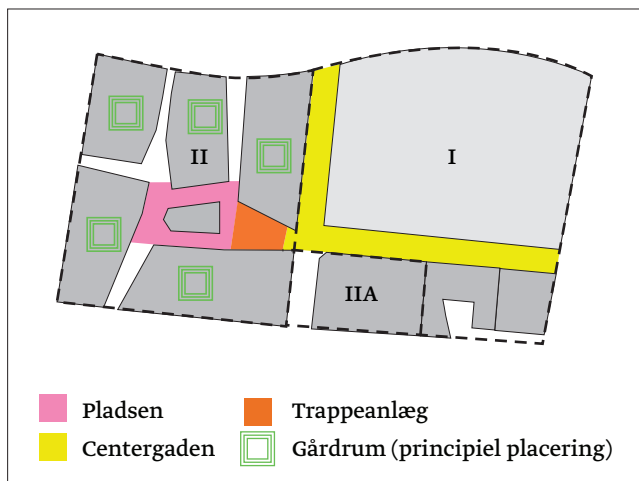 I
II
IIA
Pladsen
Trappeanlæg
Centergaden
Gårdrum (principiel placering)